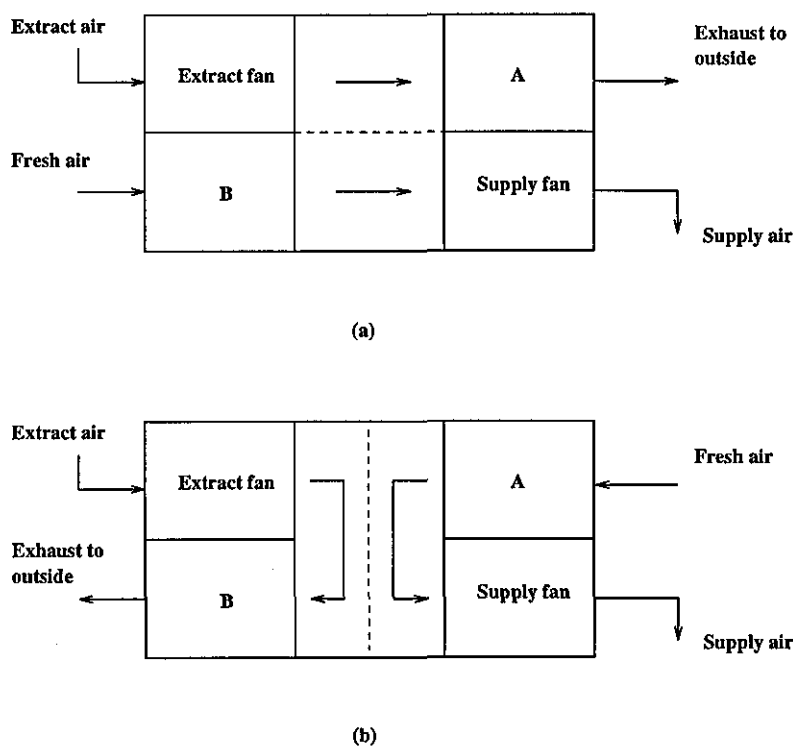 Extract air
Exhaust to
outside
Extract fan
A
Fresh air
B
Supply fan
Supply air
(a)
Extract air
Fresh air
Extract fan
A
Exhaust to
outside
B
Supply fan
Supply air
(b)